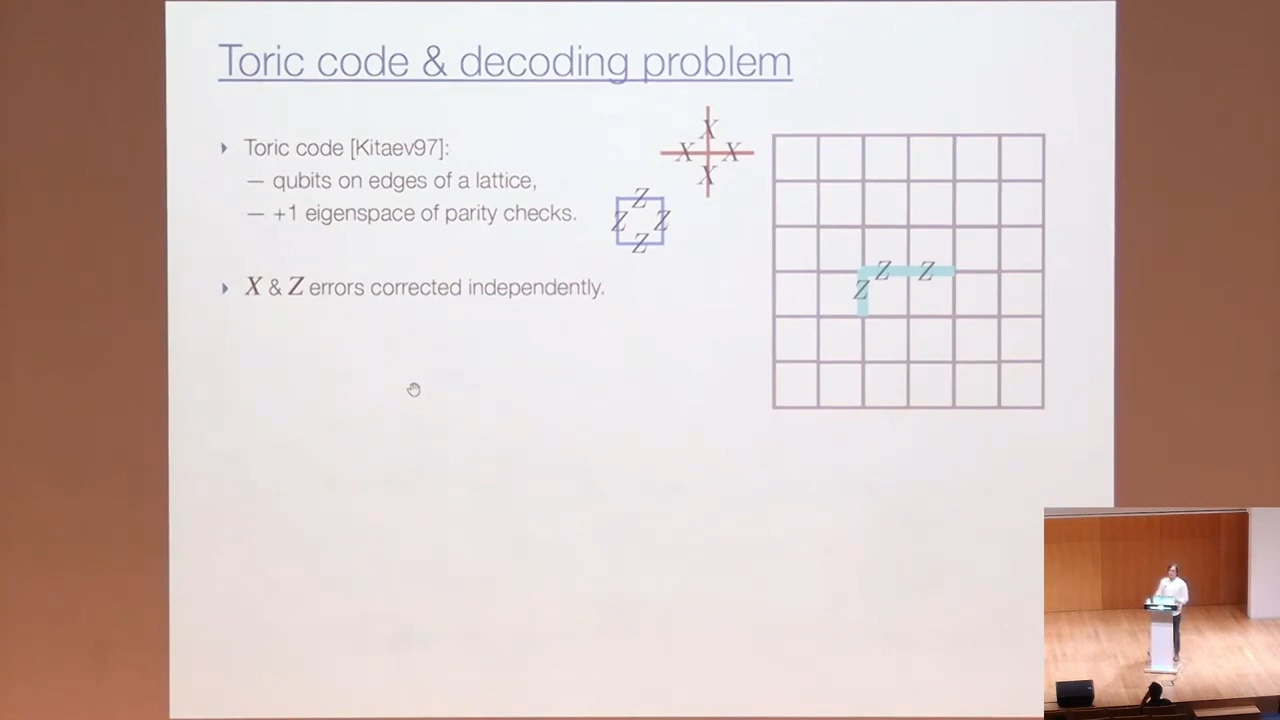 Toric code & decoding problem
Toric code [Kitaev97]:
— qubits on edges of a lattice,
— +1 eigenspace of parity checks.
X & Z errors corrected independently.
X
X X
X
Z
Z Z
Z
Z Z
Z